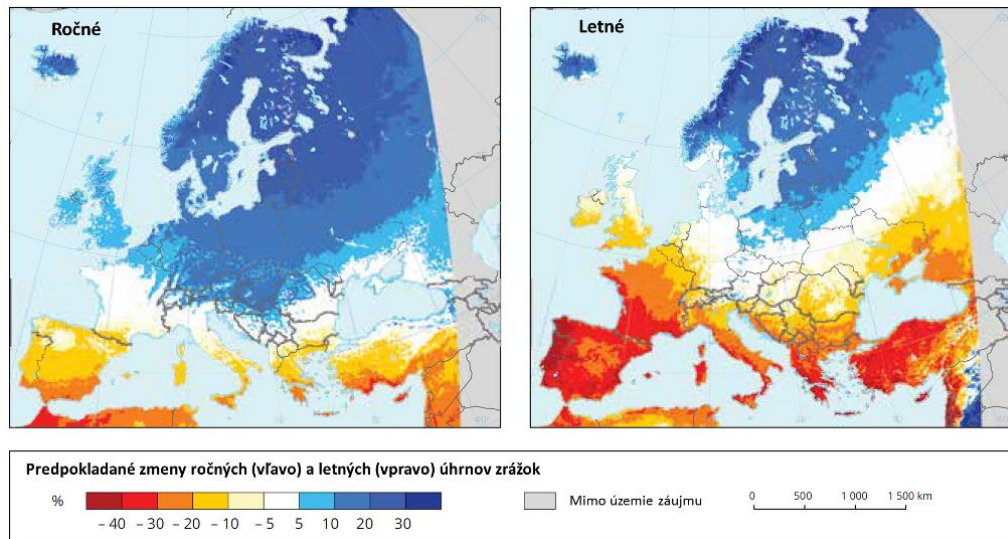 Ročné
Letné
Predpokladané zmeny ročných (vľavo) a letných (vpravo) úhrnov zrážok
%
– 40 – 30 – 20 – 10 – 5 5 10 20 30
Mimo územie záujmu
0 500 1 000 1 500 km